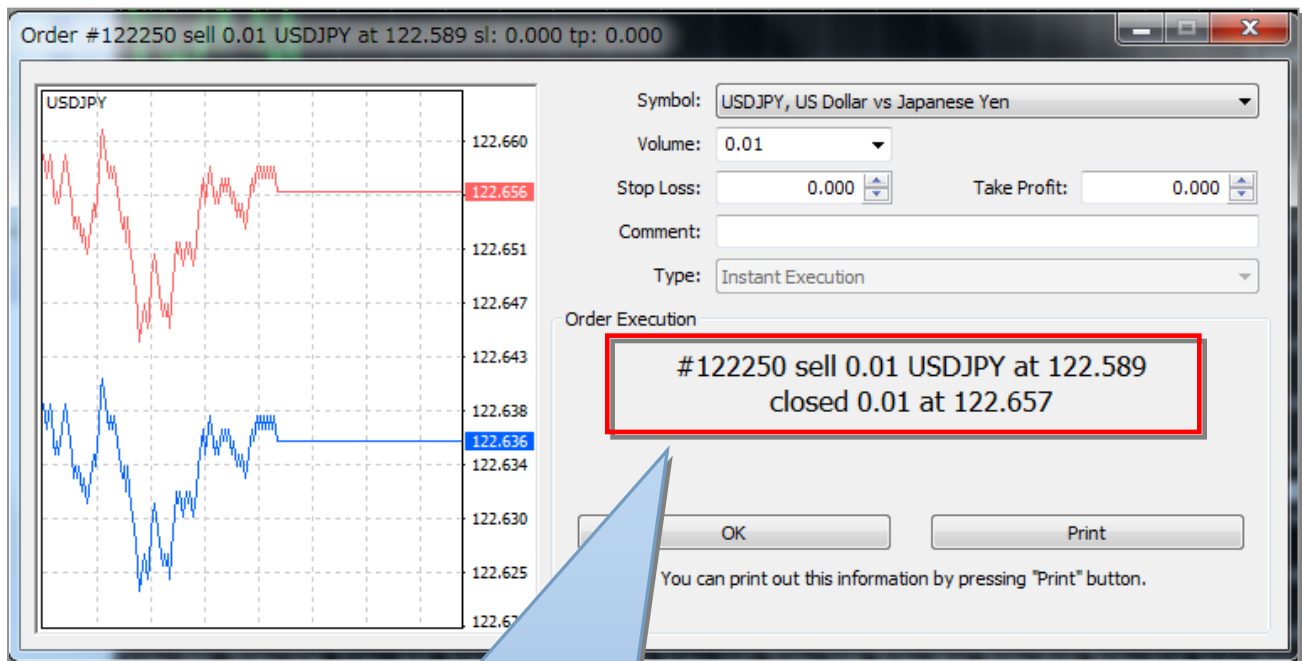 Order #122250 sell 0.01 USDJPY at 122.589 sl: 0.000 tp: 0.000
USDJPY
122.660
122.656
122.651
122.647
122.643
122.638
122.636
122.634
122.630
122.625
Symbol: USDJPY, US Dollar vs Japanese Yen
Volume: 0.01
Stop Loss: 0.000 Take Profit: 0.000
Comment:
Type: Instant Execution
Order Execution
#122250 sell 0.01 USDJPY at 122.589
closed 0.01 at 122.657
OK Print
You can print out this information by pressing "Print" button.